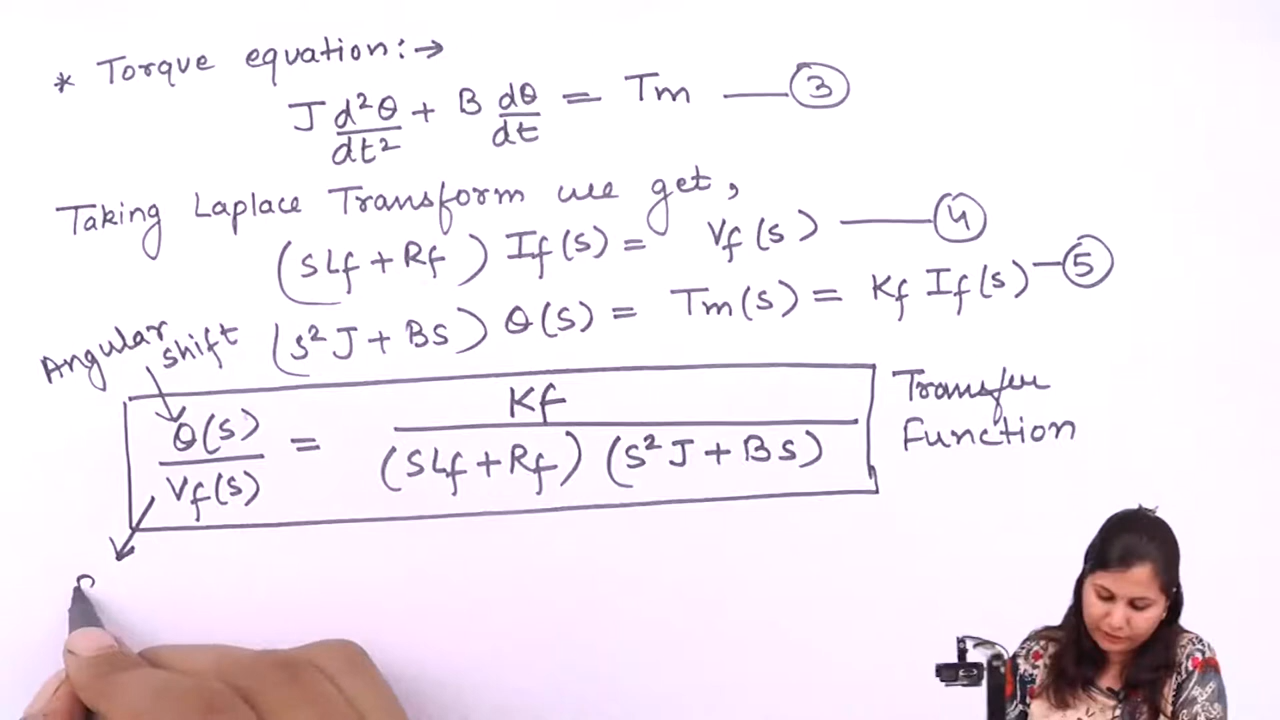 * Torque equation:→
J d²θ/dt² + B dθ/dt = Tm — ③
Taking Laplace Transform we get,
(SLf + Rf) If(s) = Vf(s) — ④
(S²J + BS) θ(s) = Tm(s) = Kf If(s) — ⑤
Angular shift
θ(s)/Vf(s) = Kf/(SLf + Rf) (S²J + BS)
Transfer
Function